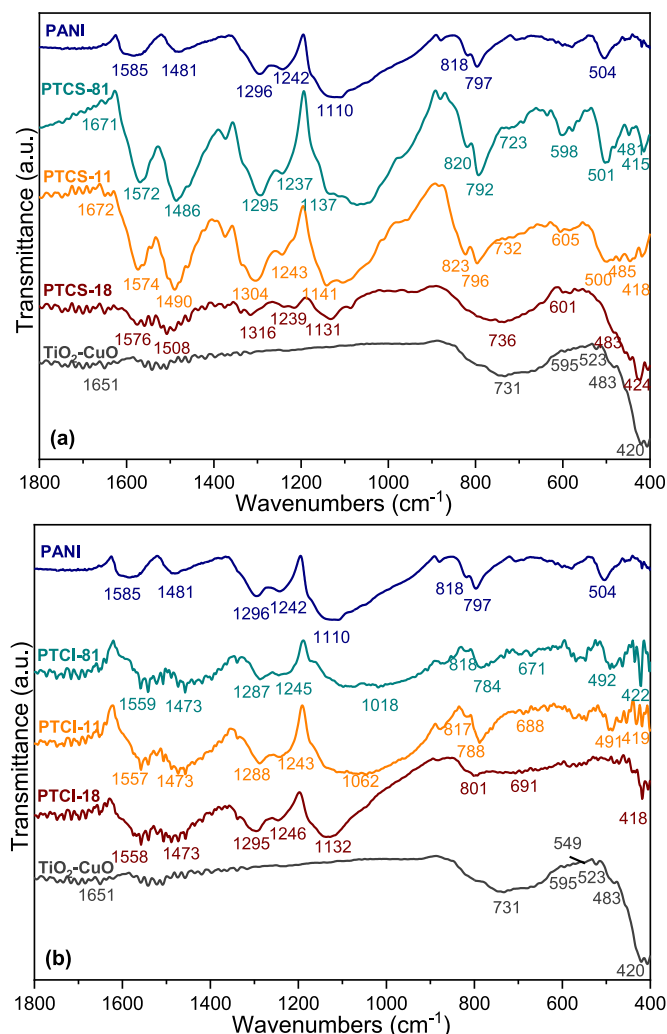 PANI
1585 1481 1296 1242 1110 818 797 504
PTCS-81
1671 1572 1486 1295 1237 1137 820 792 723 598 501 481 415
PTCS-11
1672 1574 1490 1304 1243 1141 823 796 732 605 500 485 418
PTCS-18
1576 1508 1316 1239 1131 736 601 483 424
TiO₂-CuO
1651 731 595 523 483 420
(a)
Transmittance (a.u.)
1800 1600 1400 1200 1000 800 600 400
Wavenumbers (cm⁻¹)
PANI
1585 1481 1296 1242 1110 818 797 504
PTCI-81
1559 1473 1287 1245 1018 818 784 671 492 422
PTCI-11
1557 1473 1288 1243 1062 817 788 688 491 419
PTCI-18
1558 1473 1295 1246 1132 801 691 418
TiO₂-CuO
1651 731 595 549 523 483 420
(b)
Transmittance (a.u.)
1800 1600 1400 1200 1000 800 600 400
Wavenumbers (cm⁻¹)